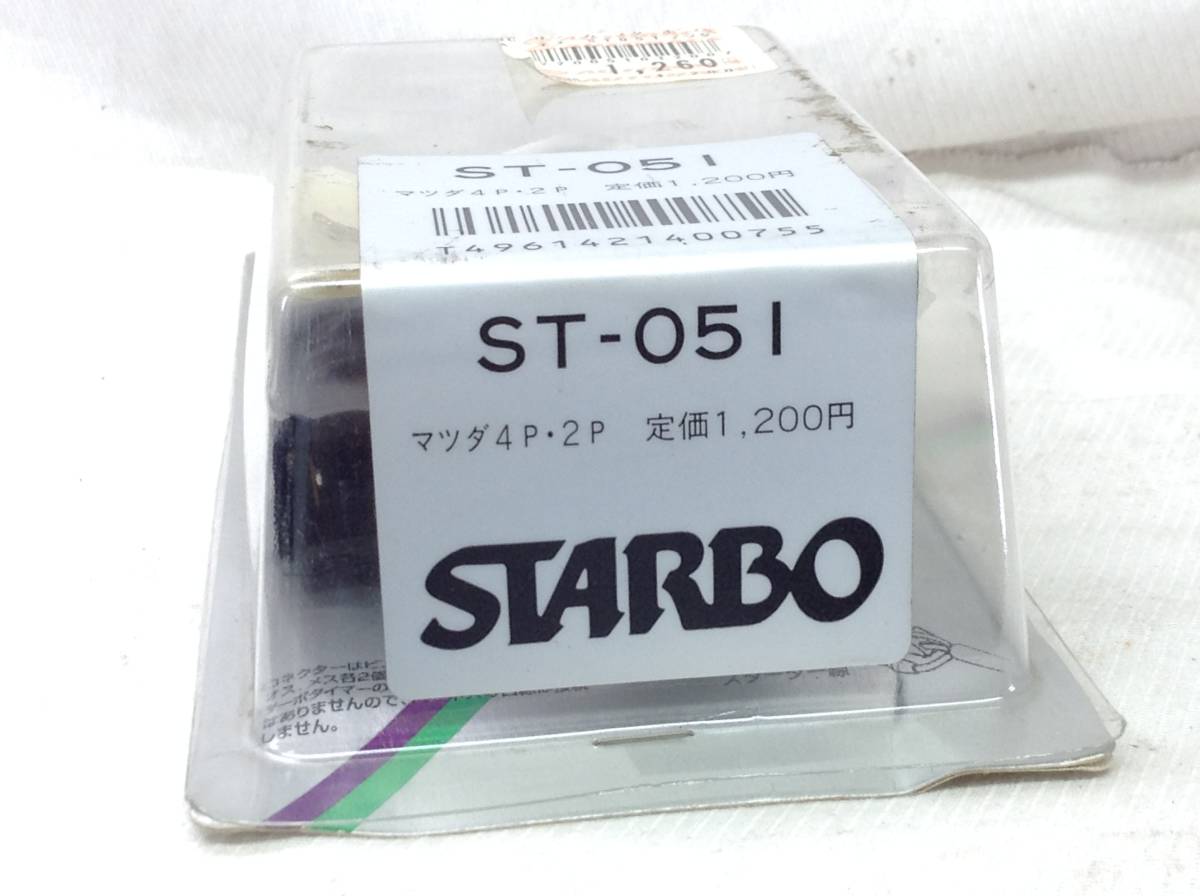 1,260
ST-051
マツダ4P・2P 定価1,200円
T4961421400755
ST-051
マツダ4P・2P 定価1,200円
STARBO
コネクターはピ
オス、メス各2個
ターボタイマーの
はありませんので、
しません。